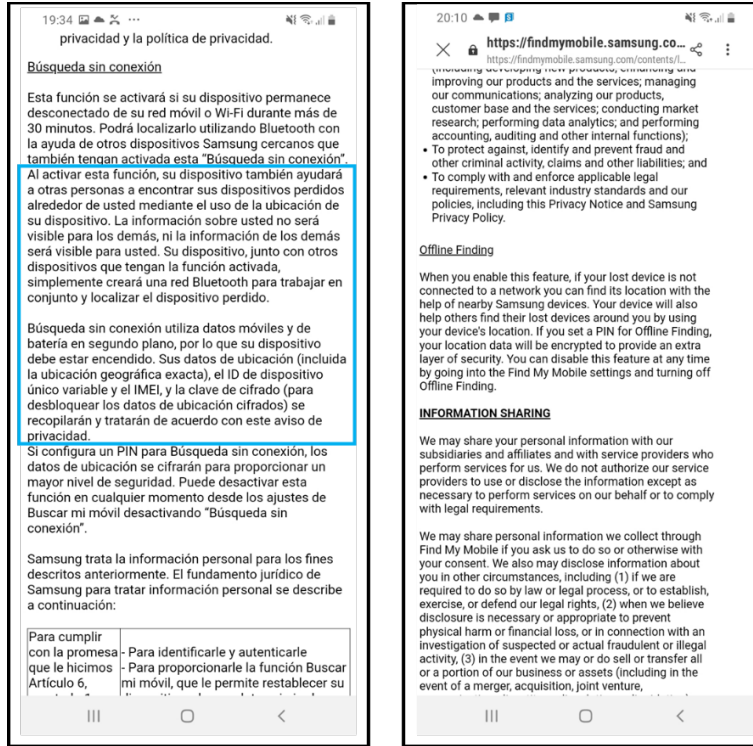 19:34
privacidad y la política de privacidad.
Búsqueda sin conexión
Esta función se activará si su dispositivo permanece
desconectado de su red móvil o Wi-Fi durante más de
30 minutos. Podrá localizarlo utilizando Bluetooth con
la ayuda de otros dispositivos Samsung cercanos que
también tengan activada esta “Búsqueda sin conexión”.
Al activar esta función, su dispositivo también ayudará
a otras personas a encontrar sus dispositivos perdidos
alrededor de usted mediante el uso de la ubicación de
su dispositivo. La información sobre usted no será
visible para los demás, ni la información de los demás
será visible para usted. Su dispositivo, junto con otros
dispositivos que tengan la función activada,
simplemente creará una red Bluetooth para trabajar en
conjunto y localizar el dispositivo perdido.
Búsqueda sin conexión utiliza datos móviles y de
batería en segundo plano, por lo que su dispositivo
debe estar encendido. Sus datos de ubicación (incluida
la ubicación geográfica exacta), el ID de dispositivo
único variable y el IMEI, y la clave de cifrado (para
desbloquear los datos de ubicación cifrados) se
recopilarán y tratarán de acuerdo con este aviso de
privacidad.
Si configura un PIN para Búsqueda sin conexión, los
datos de ubicación se cifrarán para proporcionar un
mayor nivel de seguridad. Puede desactivar esta
función en cualquier momento desde los ajustes de
Buscar mi móvil desactivando “Búsqueda sin
conexión”.
Samsung trata la información personal para los fines
descritos anteriormente. El fundamento jurídico de
Samsung para tratar información personal se describe
a continuación:
Para cumplir
con la promesa
que le hicimos
Artículo 6,
- Para identificarle y autenticarle
- Para proporcionarle la función Buscar
mi móvil, que le permite restablecer su
20:10
https://findmymobile.samsung.co...
https://findmymobile.samsung.com/contents/l...
(including developing new products, enhancing and
improving our products and the services; managing
our communications; analyzing our products,
customer base and the services; conducting market
research; performing data analytics; and performing
accounting, auditing and other internal functions);
• To protect against, identify and prevent fraud and
other criminal activity, claims and other liabilities; and
• To comply with and enforce applicable legal
requirements, relevant industry standards and our
policies, including this Privacy Notice and Samsung
Privacy Policy.
Offline Finding
When you enable this feature, if your lost device is not
connected to a network you can find its location with the
help of nearby Samsung devices. Your device will also
help others find their lost devices around you by using
your device's location. If you set a PIN for Offline Finding,
your location data will be encrypted to provide an extra
layer of security. You can disable this feature at any time
by going into the Find My Mobile settings and turning off
Offline Finding.
INFORMATION SHARING
We may share your personal information with our
subsidiaries and affiliates and with service providers who
perform services for us. We do not authorize our service
providers to use or disclose the information except as
necessary to perform services on our behalf or to comply
with legal requirements.
We may share personal information we collect through
Find My Mobile if you ask us to do so or otherwise with
your consent. We also may disclose information about
you in other circumstances, including (1) if we are
required to do so by law or legal process, or to establish,
exercise, or defend our legal rights, (2) when we believe
disclosure is necessary or appropriate to prevent
physical harm or financial loss, or in connection with an
investigation of suspected or actual fraudulent or illegal
activity, (3) in the event we may or do sell or transfer all
or a portion of our business or assets (including in the
event of a merger, acquisition, joint venture,